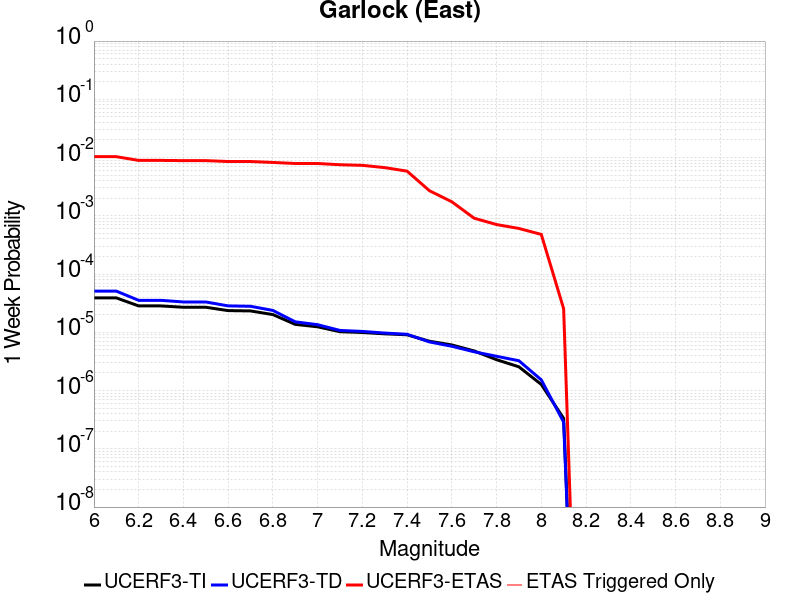 Garlock (East)
1 Week Probability
10^0
10^-1
10^-2
10^-3
10^-4
10^-5
10^-6
10^-7
10^-8
6 6.2 6.4 6.6 6.8 7 7.2 7.4 7.6 7.8 8 8.2 8.4 8.6 8.8 9
Magnitude
UCERF3-TI UCERF3-TD UCERF3-ETAS ETAS Triggered Only